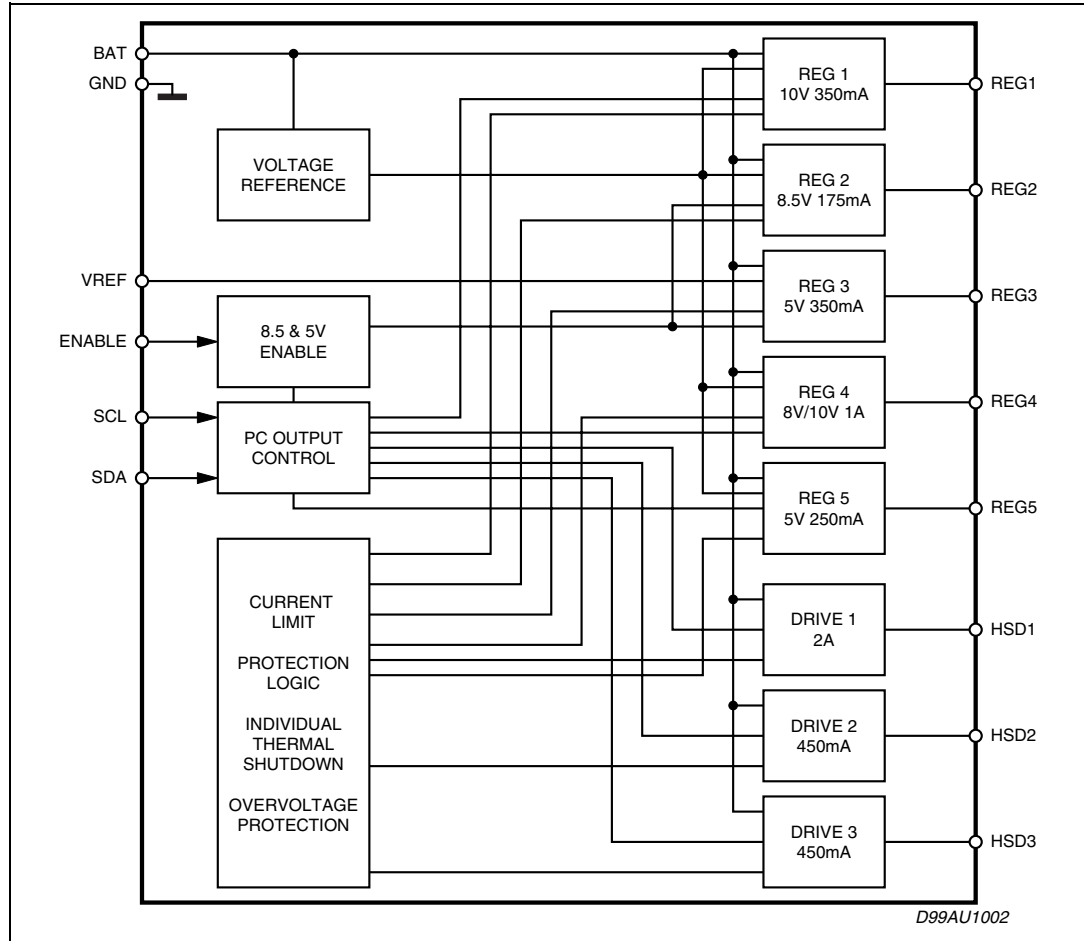 BAT
GND
VREF
ENABLE
SCL
SDA
VOLTAGE
REFERENCE
8.5 & 5V
ENABLE
PC OUTPUT
CONTROL
CURRENT
LIMIT
PROTECTION
LOGIC
INDIVIDUAL
THERMAL
SHUTDOWN
OVERVOLTAGE
PROTECTION
REG 1
10V 350mA
REG1
REG 2
8.5V 175mA
REG2
REG 3
5V 350mA
REG3
REG 4
8V/10V 1A
REG4
REG 5
5V 250mA
REG5
DRIVE 1
2A
HSD1
DRIVE 2
450mA
HSD2
DRIVE 3
450mA
HSD3
D99AU1002